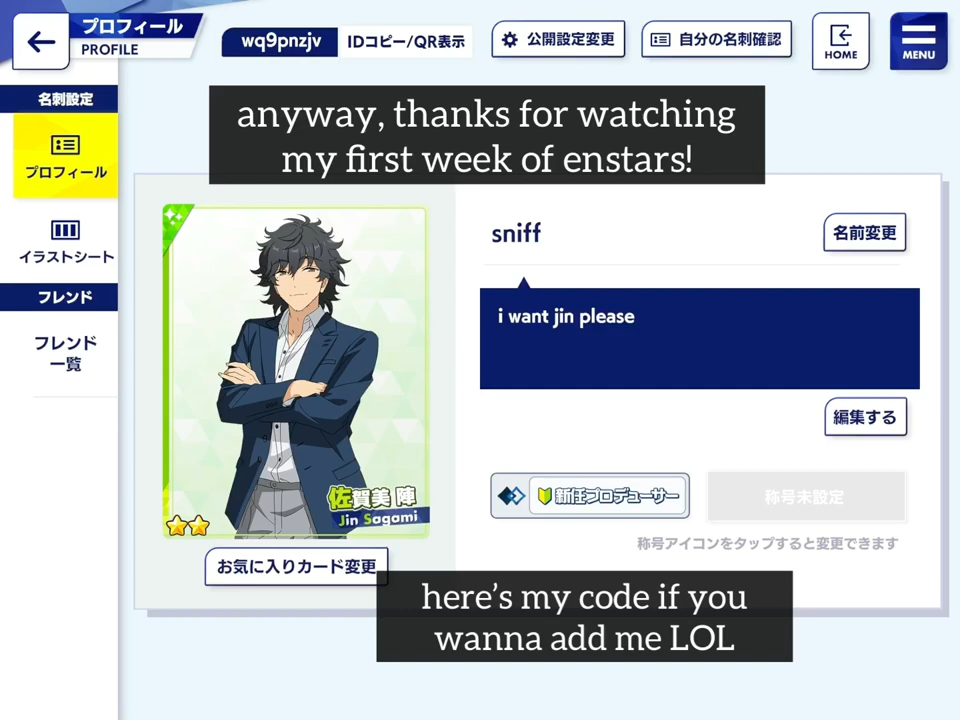 プロフィール
PROFILE
wq9pnzjv
IDコピー/QR表示
公開設定変更
自分の名刺確認
HOME
MENU
名刺設定
プロフィール
イラストシート
フレンド
フレンド
一覧
anyway, thanks for watching
my first week of enstars!
佐賀美 陣
Jin Sagami
お気に入りカード変更
sniff
名前変更
i want jin please
編集する
新任プロデューサー
称号未設定
称号アイコンをタップすると変更できます
here's my code if you
wanna add me LOL